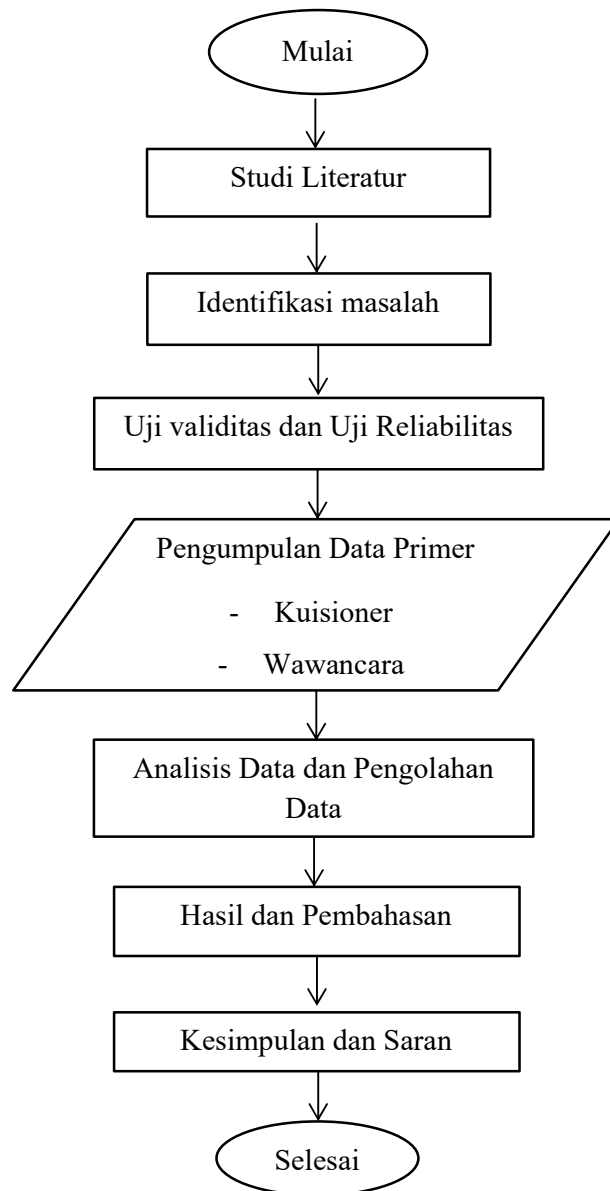 Mulai
Studi Literatur
Identifikasi masalah
Uji validitas dan Uji Reliabilitas
Pengumpulan Data Primer
- Kuisioner
- Wawancara
Analisis Data dan Pengolahan
Data
Hasil dan Pembahasan
Kesimpulan dan Saran
Selesai